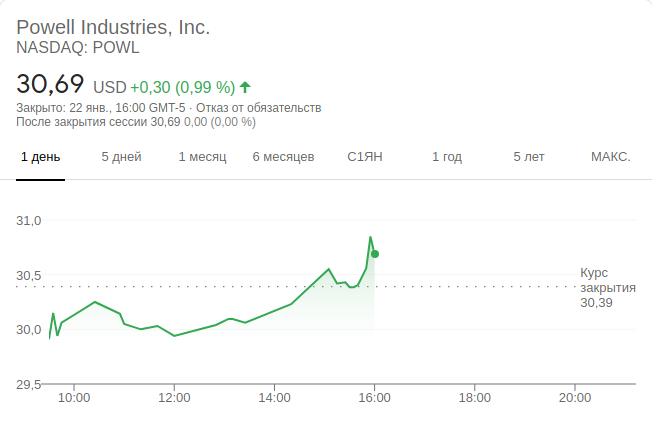 Powell Industries, Inc.
NASDAQ: POWL
30,69 USD +0,30 (0,99 %)
Закрыто: 22 янв., 16:00 GMT-5 · Отказ от обязательств
После закрытия сессии 30,69 0,00 (0,00 %)
1 день 5 дней 1 месяц 6 месяцев С1ЯН 1 год 5 лет МАКС.
31,0
30,5
Курс
закрытия
30,39
30,0
29,5
10:00 12:00 14:00 16:00 18:00 20:00